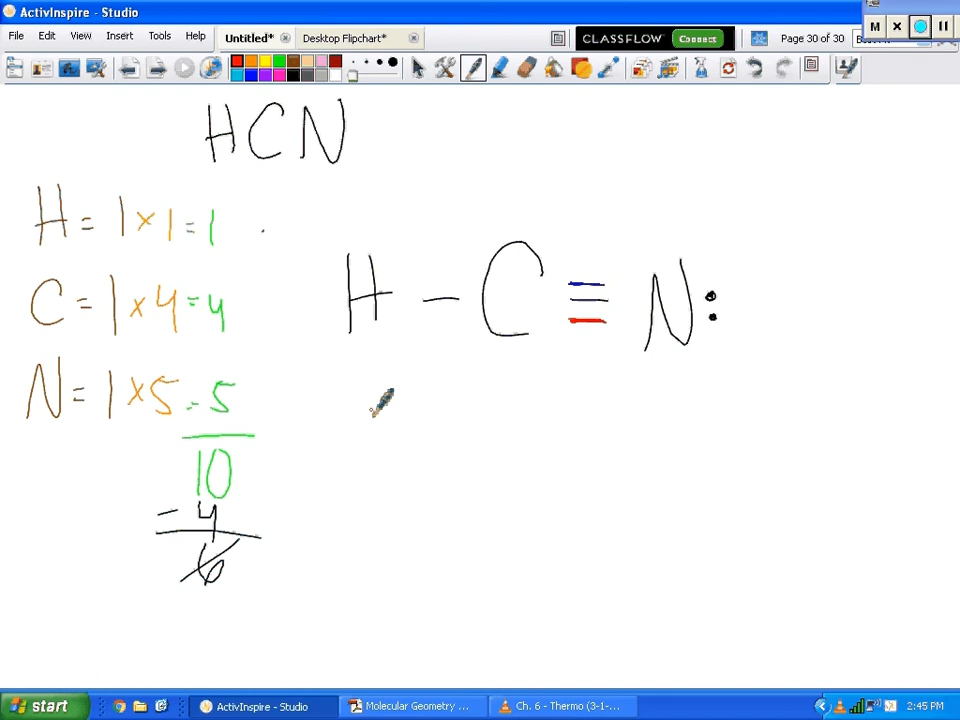 ActivInspire - Studio
File Edit View Insert Tools Help
Untitled* Desktop Flipchart*
CLASSFLOW Connect
Page 30 of 30
M
HCN
H = 1 x 1 = 1
C = 1 x 4 = 4
N = 1 x 5 = 5
10
- 4
6
H - C ≡ N:
start
ActivInspire - Studio
Molecular Geometry ...
Ch. 6 - Thermo (3-1-...
2:45 PM